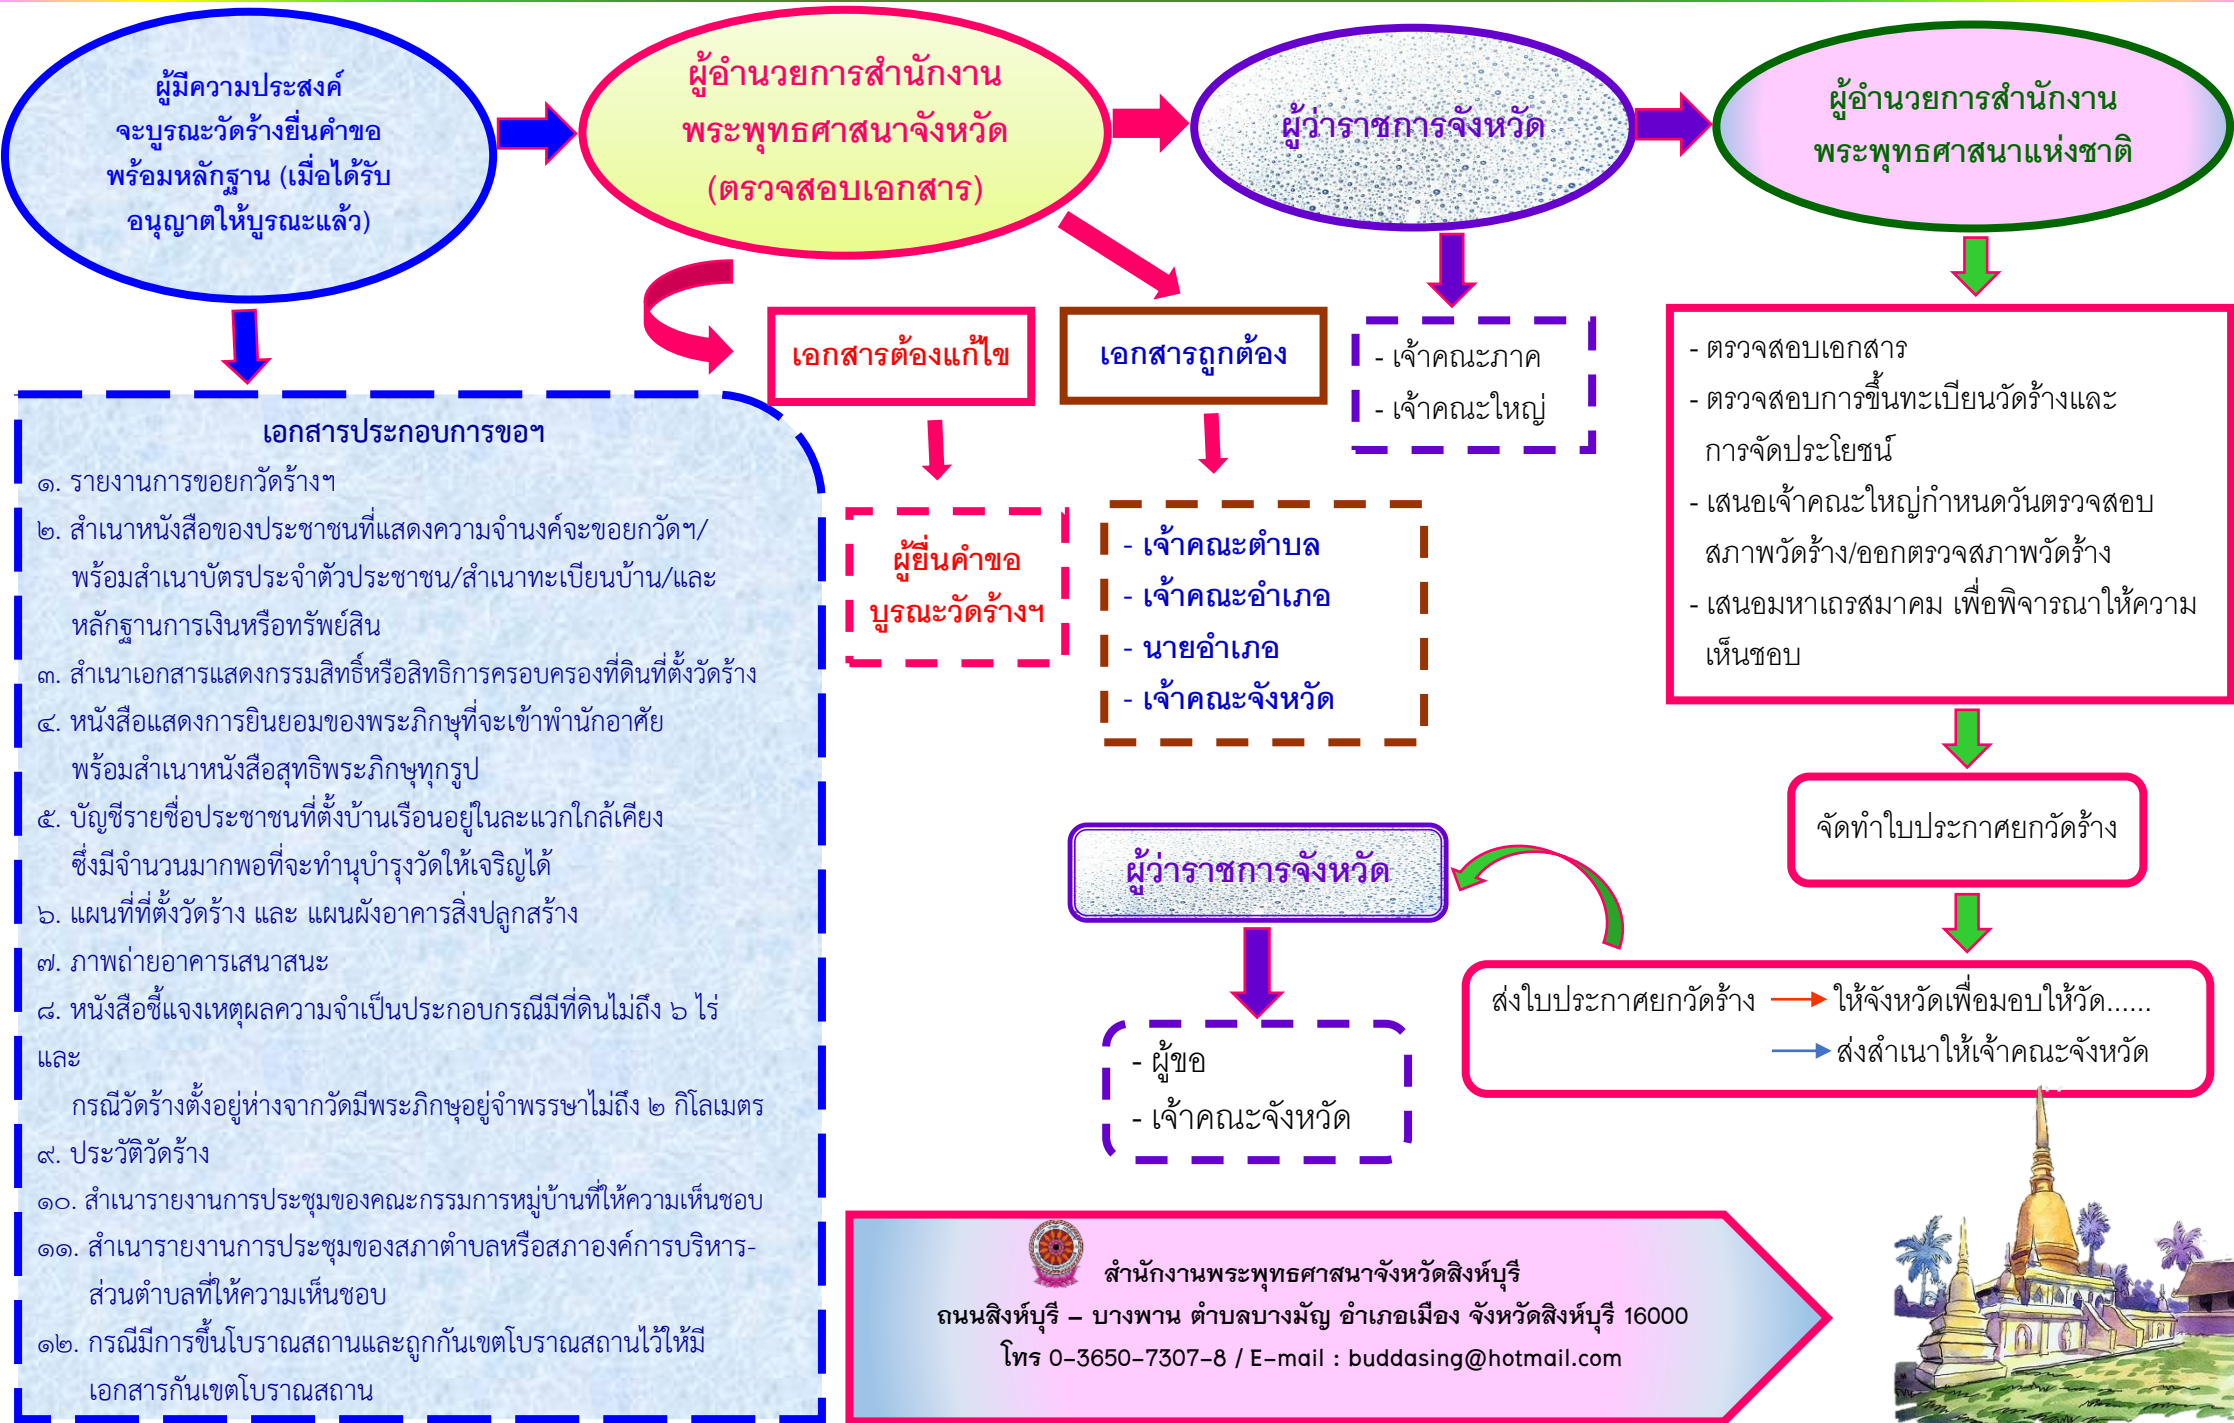 ผู้มีความประสงค์
จะบูรณะวัดร้างยื่นคำขอ
พร้อมหลักฐาน (เมื่อได้รับ
อนุญาตให้บูรณะแล้ว)
ผู้อำนวยการสำนักงาน
พระพุทธศาสนาจังหวัด
(ตรวจสอบเอกสาร)
ผู้ว่าราชการจังหวัด
ผู้อำนวยการสำนักงาน
พระพุทธศาสนาแห่งชาติ
เอกสารประกอบการขอฯ
๑. รายงานการขอยกวัดร้างฯ
๒. สำเนาหนังสือของประชาชนที่แสดงความจำนงค์จะขอยกวัดฯ/
พร้อมสำเนาบัตรประจำตัวประชาชน/สำเนาทะเบียนบ้าน/และ
หลักฐานการเงินหรือทรัพย์สิน
๓. สำเนาเอกสารแสดงกรรมสิทธิ์หรือสิทธิการครอบครองที่ดินที่ตั้งวัดร้าง
๔. หนังสือแสดงการยินยอมของพระภิกษุที่จะเข้าพำนักอาศัย
พร้อมสำเนาหนังสือสุทธิพระภิกษุทุกรูป
๕. บัญชีรายชื่อประชาชนที่ตั้งบ้านเรือนอยู่ในละแวกใกล้เคียง
ซึ่งมีจำนวนมากพอที่จะทำนุบำรุงวัดให้เจริญได้
๖. แผนที่ที่ตั้งวัดร้าง และ แผนผังอาคารสิ่งปลูกสร้าง
๗. ภาพถ่ายอาคารเสนาสนะ
๘. หนังสือชี้แจงเหตุผลความจำเป็นประกอบกรณีมีที่ดินไม่ถึง ๖ ไร่
และ
กรณีวัดร้างตั้งอยู่ห่างจากวัดมีพระภิกษุอยู่จำพรรษาไม่ถึง ๒ กิโลเมตร
๙. ประวัติวัดร้าง
๑๐. สำเนารายงานการประชุมของคณะกรรมการหมู่บ้านที่ให้ความเห็นชอบ
๑๑. สำเนารายงานการประชุมของสภาตำบลหรือสภาองค์การบริหาร-
ส่วนตำบลที่ให้ความเห็นชอบ
๑๒. กรณีมีการขึ้นโบราณสถานและถูกกันเขตโบราณสถานไว้ให้มี
เอกสารกันเขตโบราณสถาน
เอกสารต้องแก้ไข
ผู้ยื่นคำขอ
บูรณะวัดร้างฯ
เอกสารถูกต้อง
- เจ้าคณะตำบล
- เจ้าคณะอำเภอ
- นายอำเภอ
- เจ้าคณะจังหวัด
- เจ้าคณะภาค
- เจ้าคณะใหญ่
- ตรวจสอบเอกสาร
- ตรวจสอบการขึ้นทะเบียนวัดร้างและ
การจัดประโยชน์
- เสนอเจ้าคณะใหญ่กำหนดวันตรวจสอบ
สภาพวัดร้าง/ออกตรวจสภาพวัดร้าง
- เสนอมหาเถรสมาคม เพื่อพิจารณาให้ความ
เห็นชอบ
จัดทำใบประกาศยกวัดร้าง
ส่งใบประกาศยกวัดร้าง ให้จังหวัดเพื่อมอบให้วัด......
ส่งสำเนาให้เจ้าคณะจังหวัด
ผู้ว่าราชการจังหวัด
- ผู้ขอ
- เจ้าคณะจังหวัด
สำนักงานพระพุทธศาสนาจังหวัดสิงห์บุรี
ถนนสิงห์บุรี – บางพาน ตำบลบางมัญ อำเภอเมือง จังหวัดสิงห์บุรี 16000
โทร 0-3650-7307-8 / E-mail : buddasing@hotmail.com